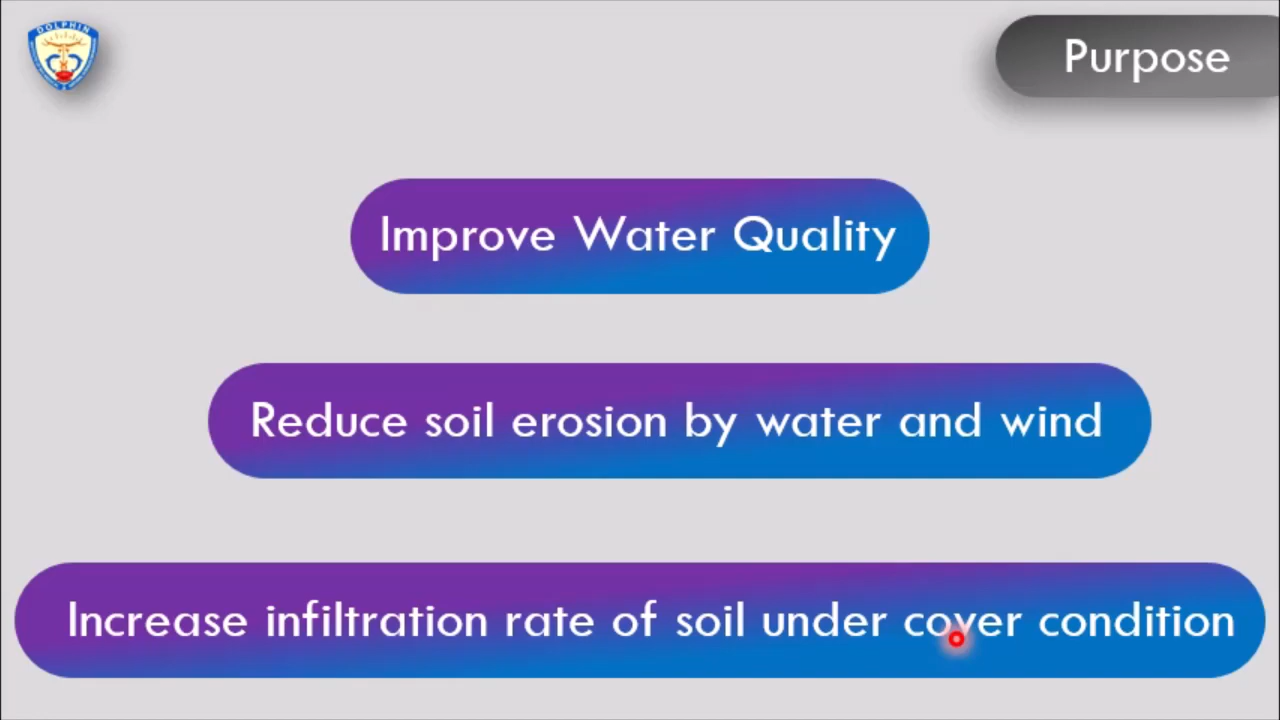 DOLPHIN
Purpose
Improve Water Quality
Reduce soil erosion by water and wind
Increase infiltration rate of soil under cover condition